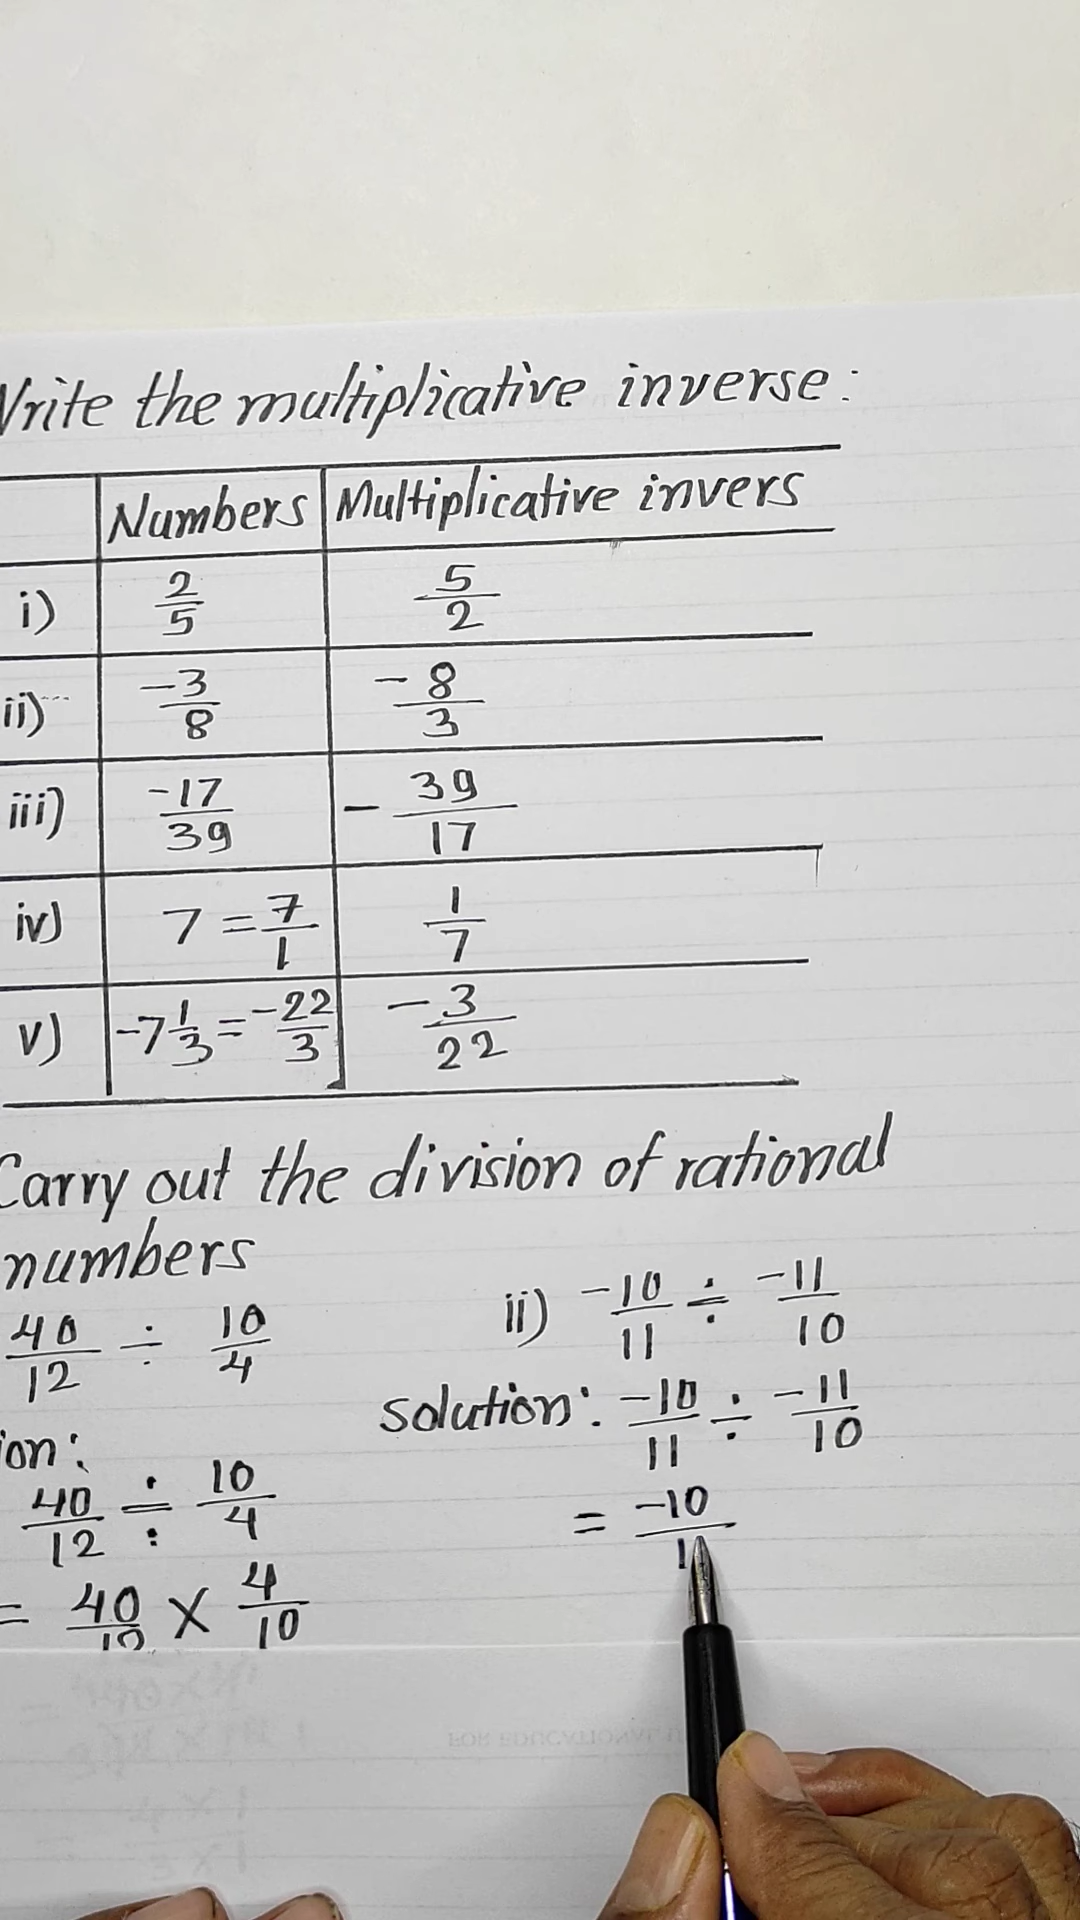 Write the multiplicative inverse:
Numbers Multiplicative invers
i) 2/5 5/2
ii) -3/8 -8/3
iii) -17/39 -39/17
iv) 7 = 7/1 1/7
v) -7 1/3 = -22/3 -3/22
Carry out the division of rational
numbers
40/12 ÷ 10/4
ion:
40/12 ÷ 10/4
= 40/12 × 4/10
ii) -10/11 ÷ -11/10
solution: -10/11 ÷ -11/10
= -10/1